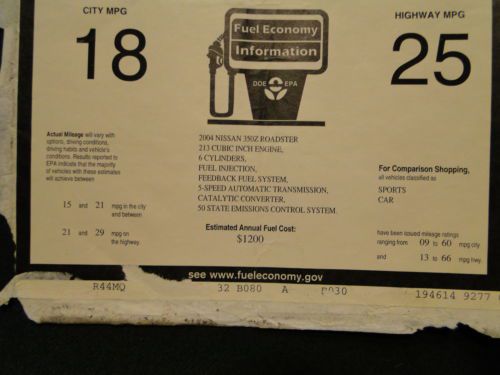 CITY MPG
18
Fuel Economy
Information
DOE EPA
HIGHWAY MPG
25
Actual Mileage will vary with
options, driving conditions,
driving habits and vehicle's
conditions. Results reported to
EPA indicate that the majority
of vehicles with these estimates
will achieve between
15 and 21 mpg in the city
and between
21 and 29 mpg on
the highway.
2004 NISSAN 350Z ROADSTER
213 CUBIC INCH ENGINE,
6 CYLINDERS,
FUEL INJECTION,
FEEDBACK FUEL SYSTEM,
5-SPEED AUTOMATIC TRANSMISSION,
CATALYTIC CONVERTER,
50 STATE EMISSIONS CONTROL SYSTEM.
Estimated Annual Fuel Cost:
$1200
For Comparison Shopping,
all vehicles classified as
SPORTS
CAR
have been issued mileage ratings
ranging from 09 to 60 mpg city
and 13 to 66 mpg hwy.
see www.fueleconomy.gov
R44MQ 32 B080 A 194614 9277